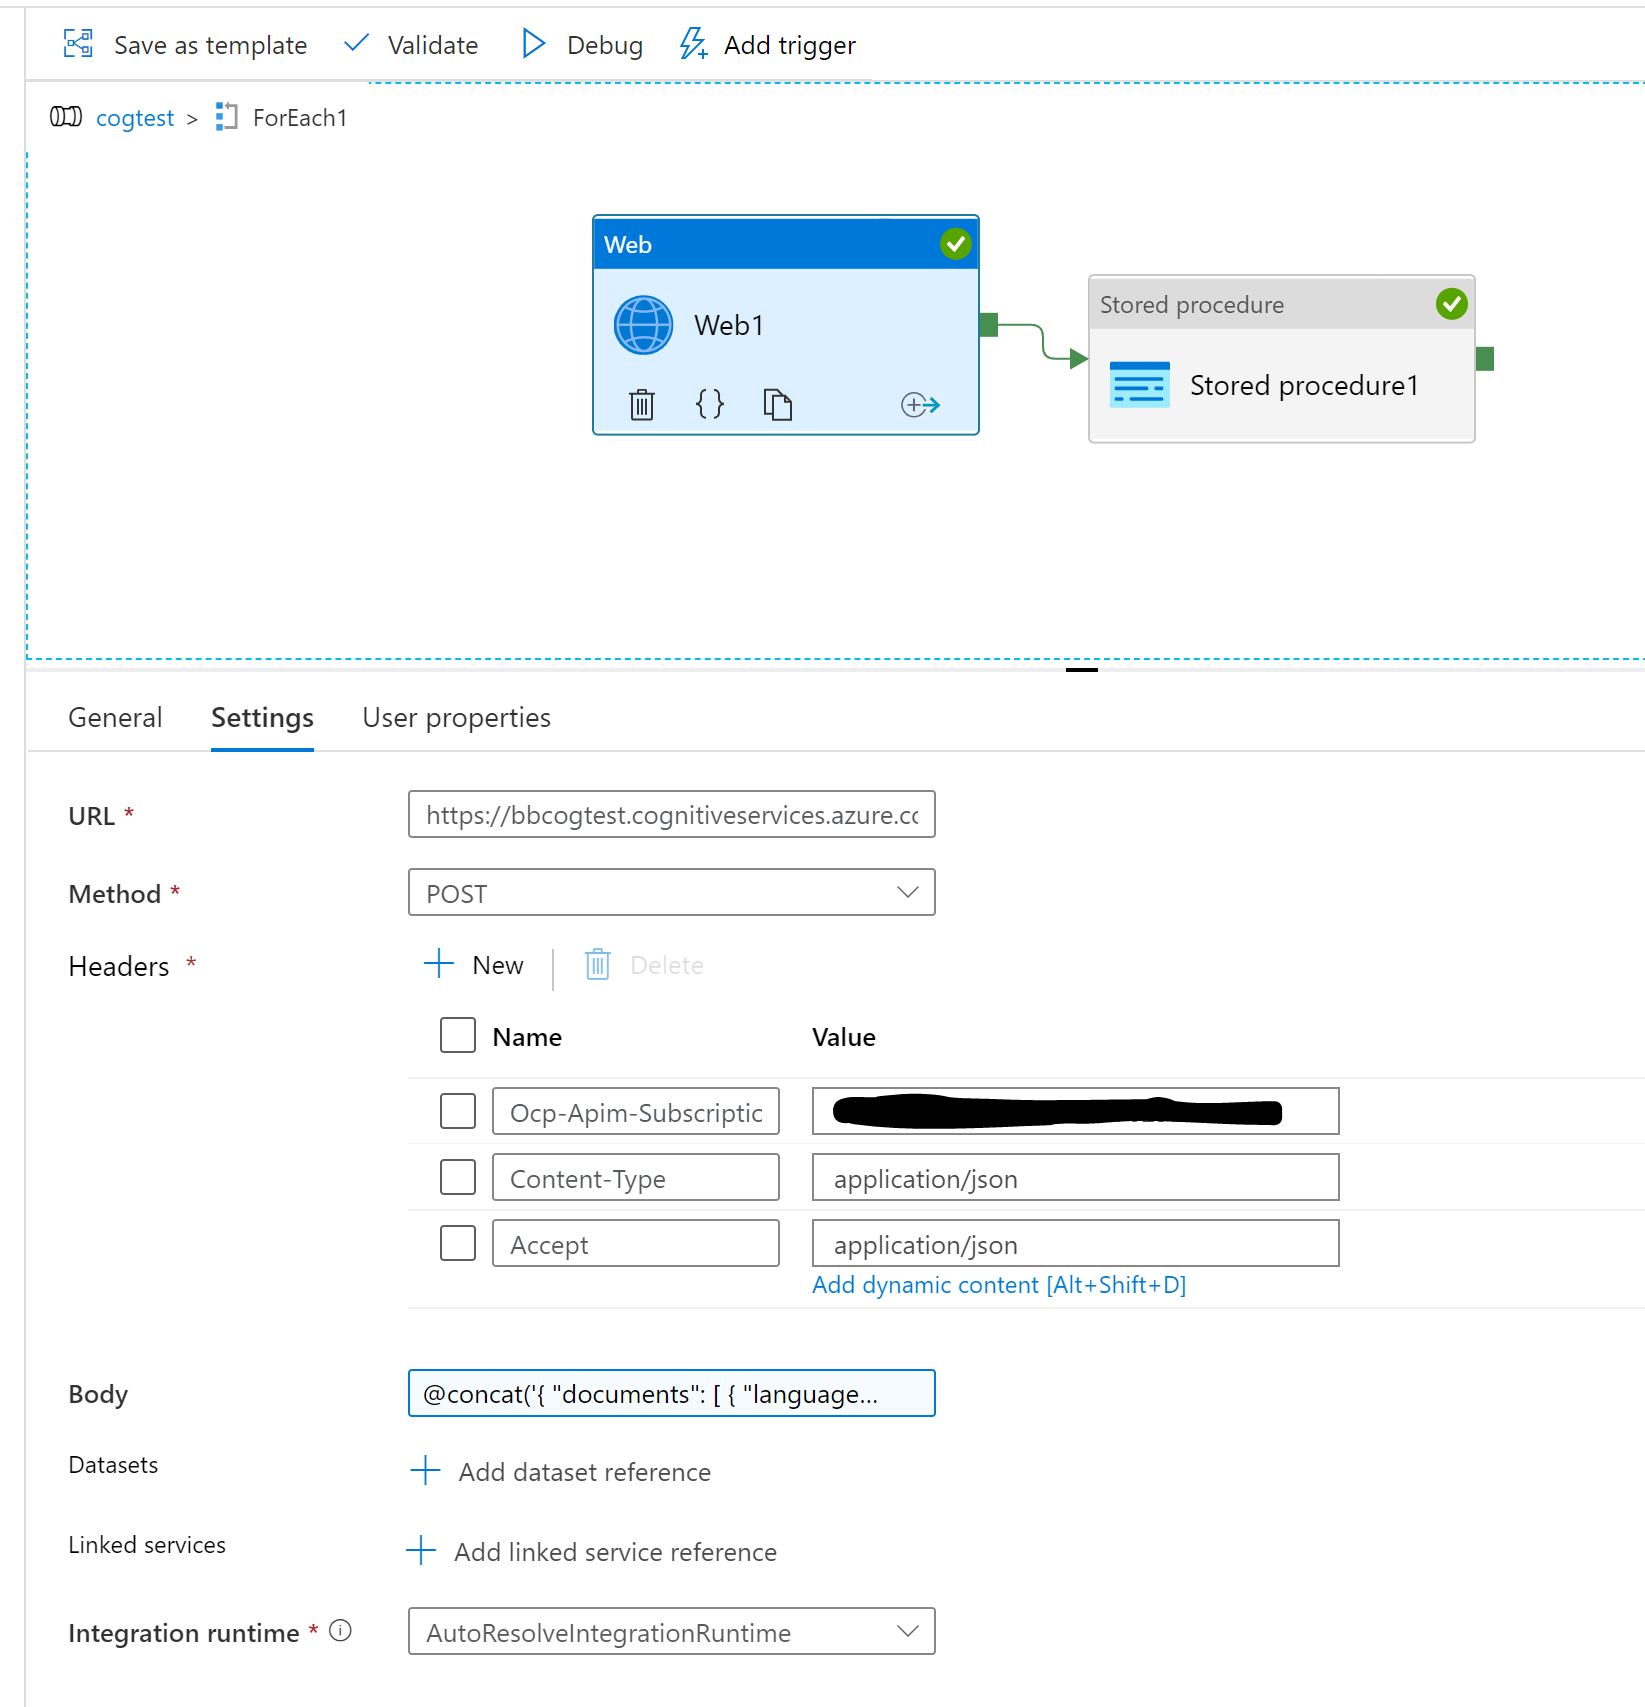 Save as template Validate Debug Add trigger
cogtest > ForEach1
Web
Web1
Stored procedure
Stored procedure1
General Settings User properties
URL * https://bbcogtest.cognitiveservices.azure.cc
Method * POST
Headers * New Delete
Name Value
Ocp-Apim-Subscriptic
Content-Type application/json
Accept application/json
Add dynamic content [Alt+Shift+D]
Body @concat('{ "documents": [ { "language...
Datasets Add dataset reference
Linked services Add linked service reference
Integration runtime * AutoResolveIntegrationRuntime